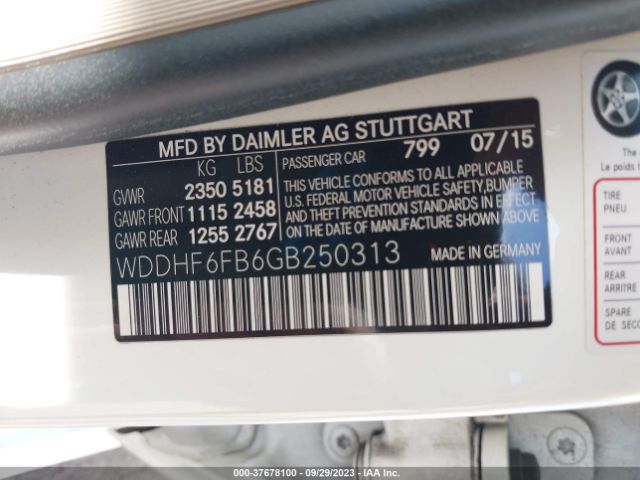 MFD BY DAIMLER AG STUTTGART
KG LBS
PASSENGER CAR 799 07/15
GVWR 2350 5181
GAWR FRONT 1115 2458
GAWR REAR 1255 2767
THIS VEHICLE CONFORMS TO ALL APPLICABLE
U.S. FEDERAL MOTOR VEHICLE SAFETY,BUMPER
AND THEFT PREVENTION STANDARDS IN EFFECT
ON THE DATE OF MANUFACTURE SHOWN ABOVE
WDDHF6FB6GB250313
MADE IN GERMANY
The
Le poids
TIRE
PNEU
FRONT
AVANT
REAR
ARRIÈRE
SPARE
DE
000-37678100 - 09/29/2023 - IAA Inc.